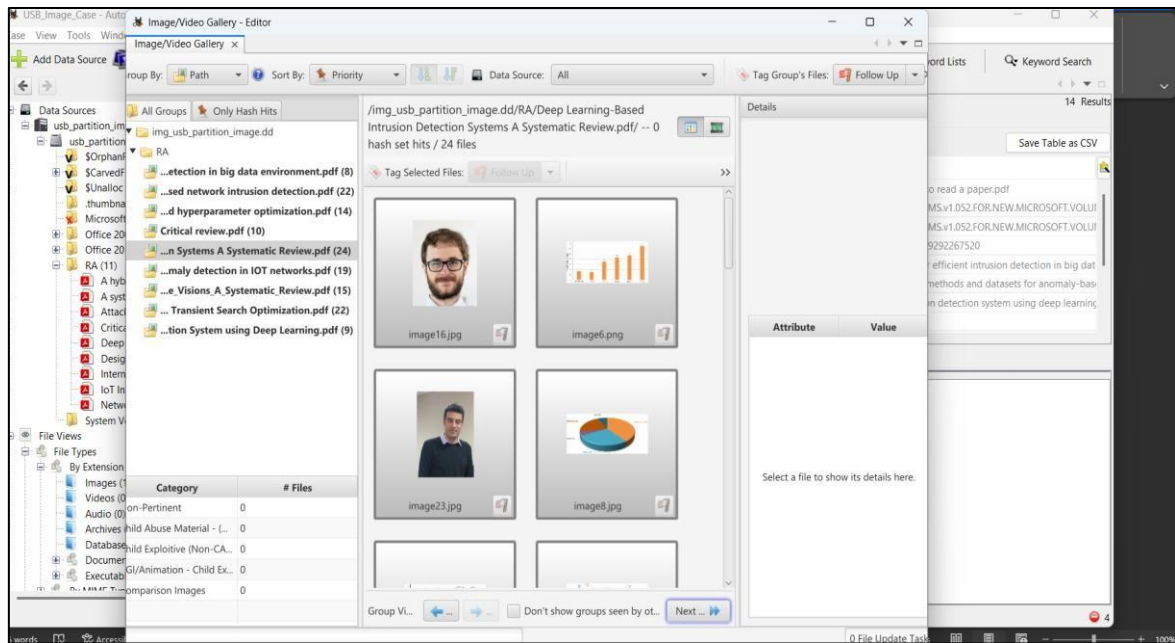 USB_Image_Case - Auto
Image/Video Gallery - Editor
ase View Tools Wind
Image/Video Gallery
Add Data Source
roup By: Path
Sort By: Priority
Data Source: All
Tag Group's Files: Follow Up
ord Lists
Keyword Search
14 Results
Save Table as CSV
Data Sources
usb_partition_im
usb_partition
$OrphanF
$CarvedF
$Unalloc
.thumbna
Microsoft
Office 20
Office 20
RA (11)
A hyb
A syst
Attacl
Critica
Deep
Desig
Intern
IoT In
Netw
System V
File Views
File Types
By Extension
Images (1
Videos (0
Audio (0)
Archives
Database
Documen
Executab
By MIME Type
All Groups
Only Hash Hits
img_usb_partition_image.dd
RA
...etection in big data environment.pdf (8)
...sed network intrusion detection.pdf (22)
...d hyperparameter optimization.pdf (14)
Critical review.pdf (10)
...n Systems A Systematic Review.pdf (24)
...maly detection in IOT networks.pdf (19)
...e_Visions_A_Systematic_Review.pdf (15)
... Transient Search Optimization.pdf (22)
...tion System using Deep Learning.pdf (9)
Category # Files
on-Pertinent 0
hild Abuse Material - (... 0
hild Exploitive (Non-CA... 0
GI/Animation - Child Ex... 0
omparison Images 0
/img_usb_partition_image.dd/RA/Deep Learning-Based
Intrusion Detection Systems A Systematic Review.pdf/ -- 0
hash set hits / 24 files
Tag Selected Files: Follow Up
image16.jpg
image6.png
image23.jpg
image8.jpg
Group Vi...
Don't show groups seen by ot...
Next ...
Details
Attribute Value
Select a file to show its details here.
0 File Update Tasks
o read a paper.pdf
MS.v1.052.FOR.NEW.MICROSOFT.VOLUI
MS.v1.052.FOR.NEW.MICROSOFT.VOLUI
9292267520
efficient intrusion detection in big dat
methods and datasets for anomaly-bas
n detection system using deep learning
4
words
Accessi
100%